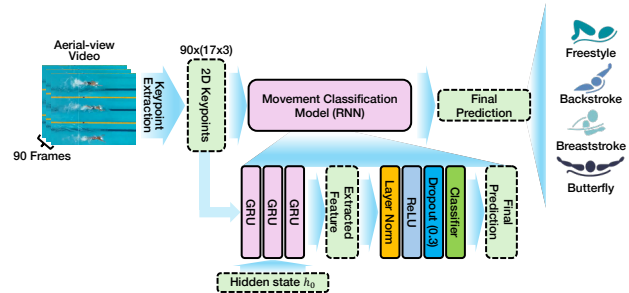 Aerial-view
Video
90 Frames
Keypoint
Extraction
90x(17x3)
2D Keypoints
Movement Classification
Model (RNN)
Final
Prediction
Freestyle
Backstroke
Breaststroke
Butterfly
GRU
GRU
GRU
Hidden state h₀
Extracted
Feature
Layer Norm
ReLU
Dropout (0.3)
Classifier
Final
Prediction